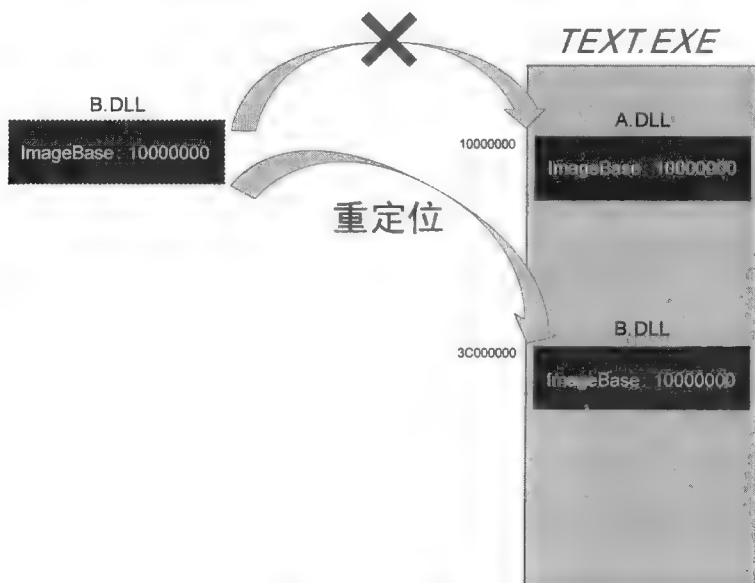 TEXT.EXE
B.DLL
ImageBase : 10000000
A.DLL
10000000
ImageBase : 10000000
重定位
B.DLL
3C000000
ImageBase : 10000000